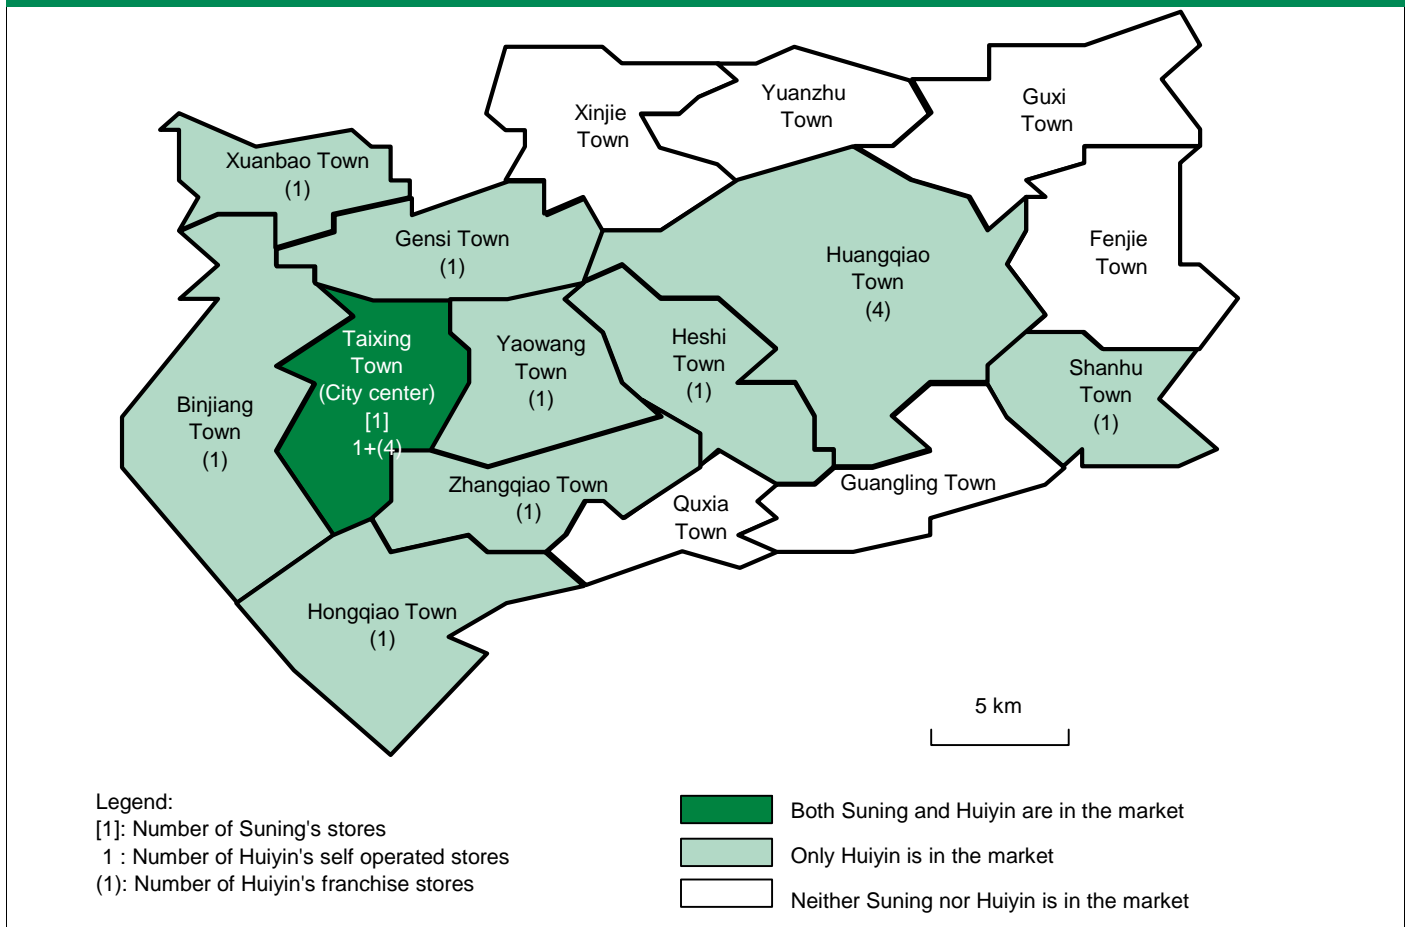 Xinjie
Town
Yuanzhu
Town
Guxi
Town
Xuanbao Town
(1)
Gensi Town
(1)
Huangqiao
Town
(4)
Fenjie
Town
Taixing
Town
(City center)
[1]
1+(4)
Yaowang
Town
(1)
Heshi
Town
(1)
Shanhu
Town
(1)
Binjiang
Town
(1)
Zhangqiao Town
(1)
Quxia
Town
Guangling Town
Hongqiao Town
(1)
5 km
Legend:
[1]: Number of Suning's stores
1 : Number of Huiyin's self operated stores
(1): Number of Huiyin's franchise stores
Both Suning and Huiyin are in the market
Only Huiyin is in the market
Neither Suning nor Huiyin is in the market